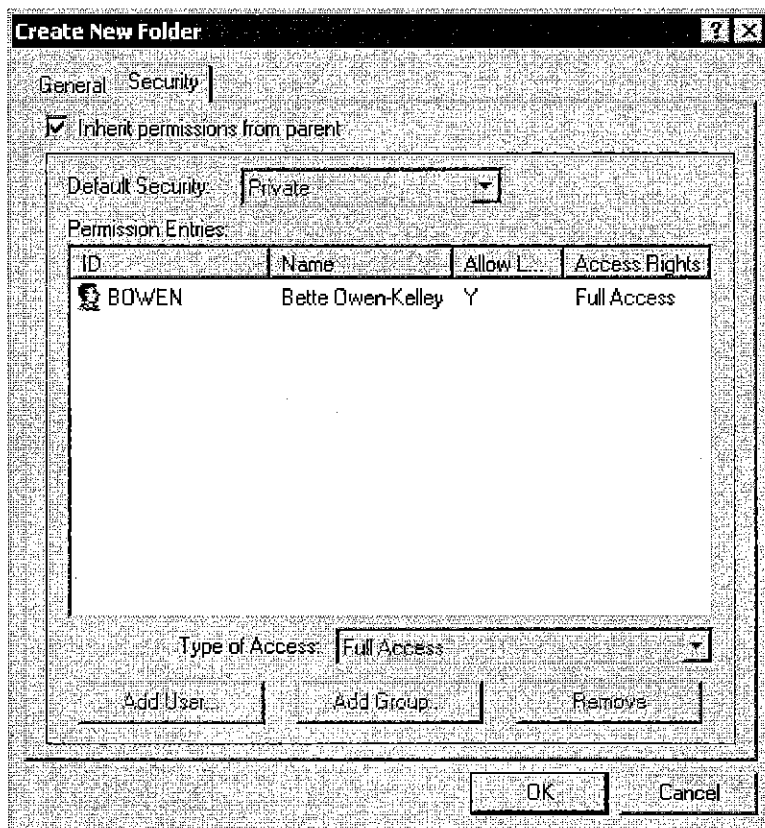 Create New Folder
General Security
Inherit permissions from parent
Default Security: Private
Permission Entries:
ID Name Allow L... Access Rights
BOWEN Bette Owen-Kelley Y Full Access
Type of Access: Full Access
Add User... Add Group... Remove
OK Cancel